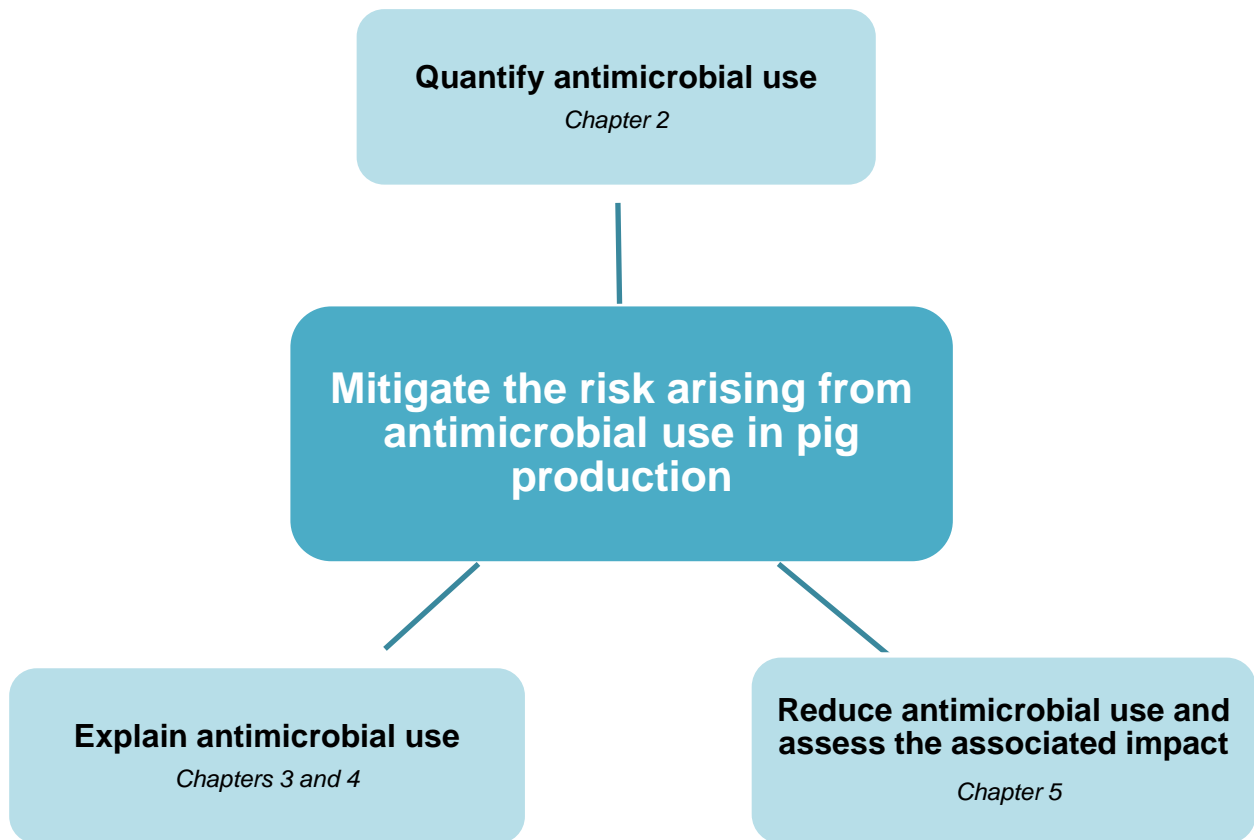 Quantify antimicrobial use
Chapter 2
Mitigate the risk arising from
antimicrobial use in pig
production
Explain antimicrobial use
Chapters 3 and 4
Reduce antimicrobial use and
assess the associated impact
Chapter 5